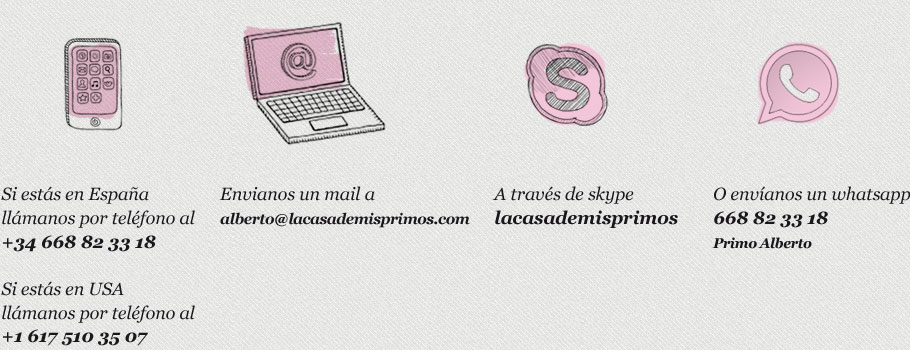 Si estás en España
llámanos por teléfono al
+34 668 82 33 18
Si estás en USA
llámanos por teléfono al
+1 617 510 35 07
@
Envianos un mail a
alberto@lacasademisprimos.com
S
A través de skype
lacasademisprimos
O envíanos un whatsapp
668 82 33 18
Primo Alberto